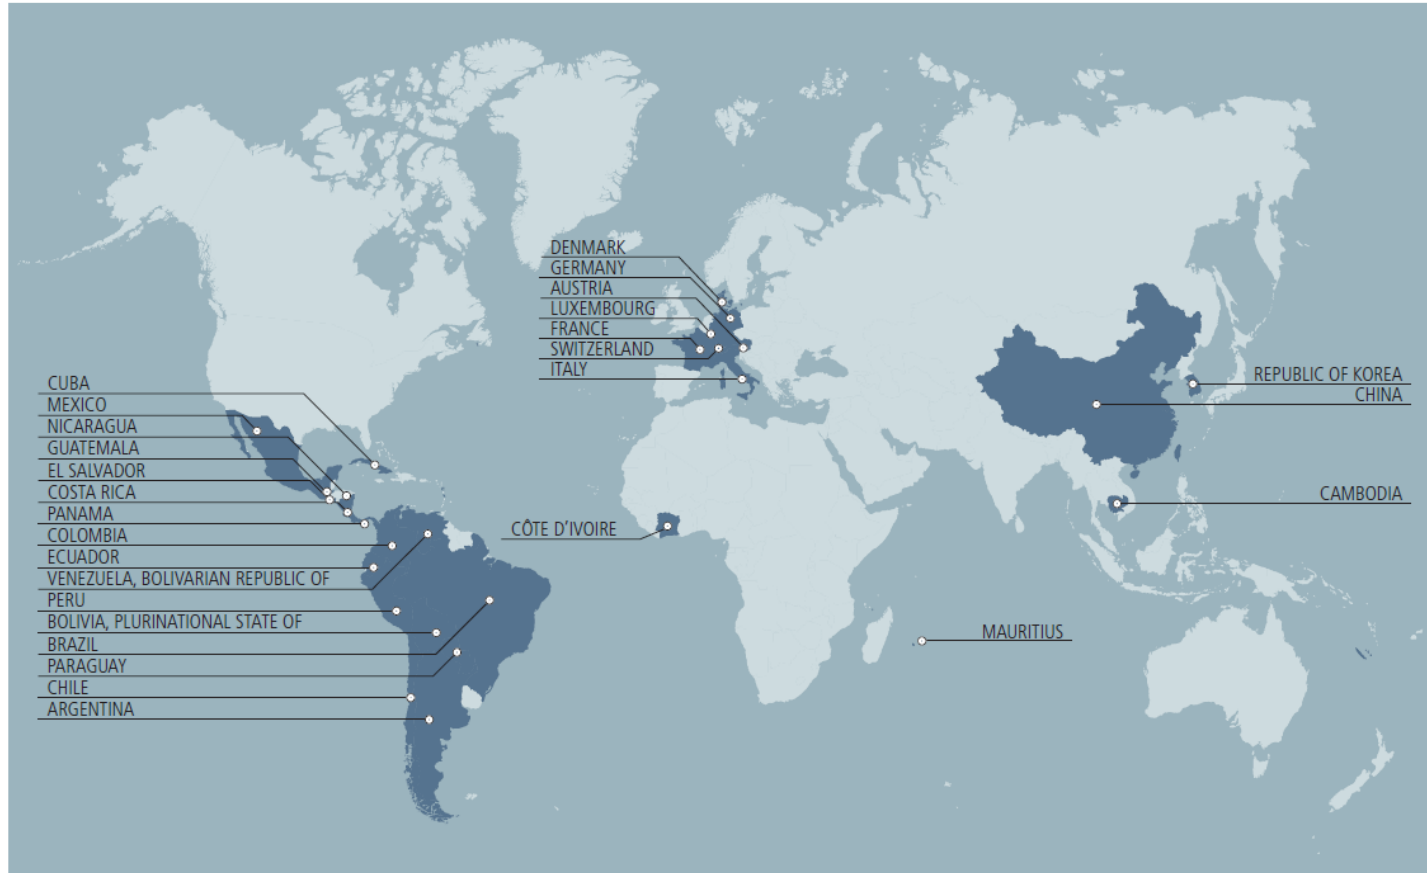 DENMARK
GERMANY
AUSTRIA
LUXEMBOURG
FRANCE
SWITZERLAND
ITALY
CUBA
MEXICO
NICARAGUA
GUATEMALA
EL SALVADOR
COSTA RICA
PANAMA
COLOMBIA
ECUADOR
VENEZUELA, BOLIVARIAN REPUBLIC OF
PERU
BOLIVIA, PLURINATIONAL STATE OF
BRAZIL
PARAGUAY
CHILE
ARGENTINA
CÔTE D’IVOIRE
REPUBLIC OF KOREA
CHINA
CAMBODIA
MAURITIUS